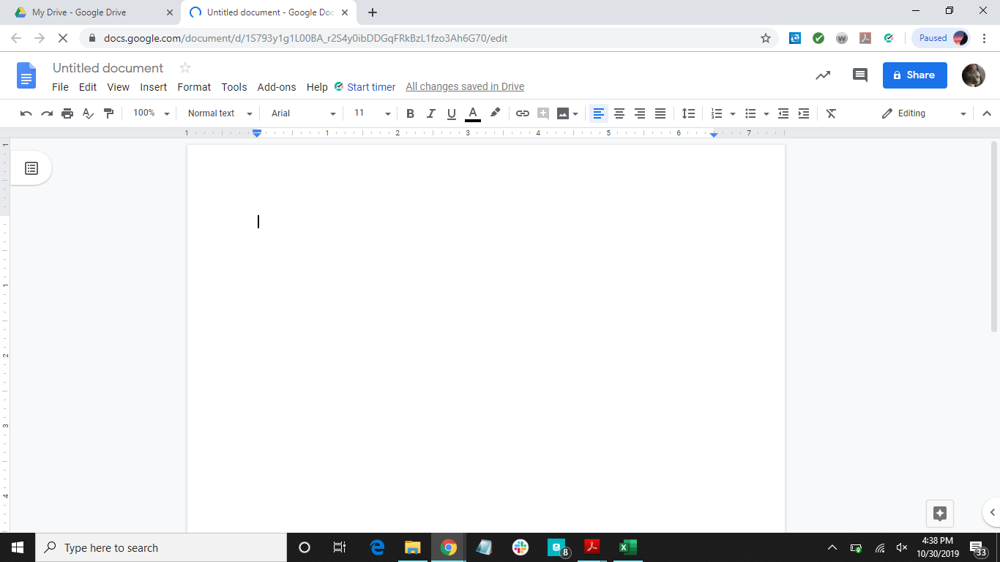 My Drive - Google Drive
Untitled document - Google Doc
docs.google.com/document/d/1S793y1g1L00BA_r2S4y0ibDDGqFRkBzL1fzo3Ah6G70/edit
Paused
Untitled document
Share
File Edit View Insert Format Tools Add-ons Help Start timer All changes saved in Drive
100% Normal text Arial 11 B I U A Editing
1 1 2 3 4 5 6 7
1
1
2
3
4
Type here to search
8
4:38 PM
10/30/2019
33